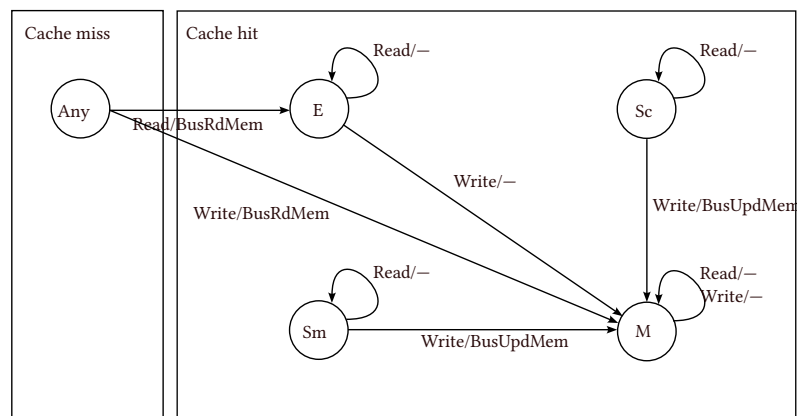 Cache miss
Cache hit
Read/—
Read/—
Any
E
Sc
Read/BusRdMem
Write/—
Write/BusUpdMem
Write/BusRdMem
Read/—
Read/—
Write/—
Sm
M
Write/BusUpdMem